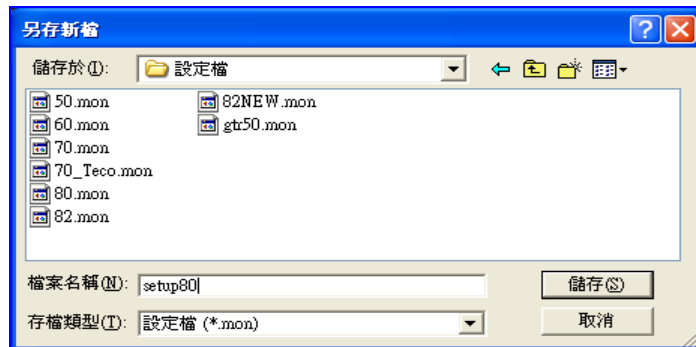 另存新檔
儲存於(I): 設定檔
50.mon
60.mon
70.mon
70_Teco.mon
80.mon
82.mon
82NEW.mon
gtr50.mon
檔案名稱(N): setup80 儲存(S)
存檔類型(T): 設定檔 (*.mon) 取消